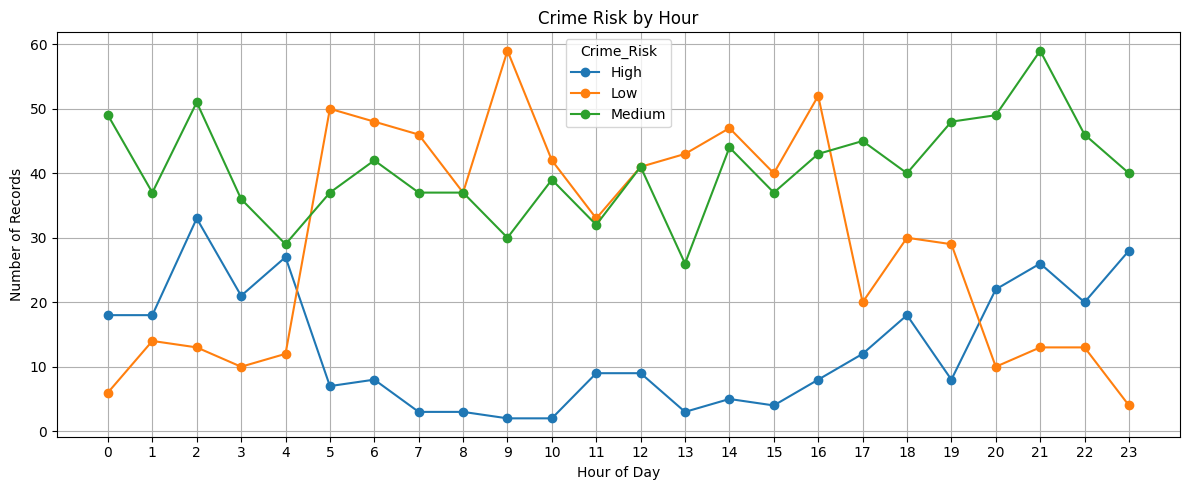 Crime Risk by Hour
Crime_Risk
High
Low
Medium
Number of Records
60
50
40
30
20
10
0
0 1 2 3 4 5 6 7 8 9 10 11 12 13 14 15 16 17 18 19 20 21 22 23
Hour of Day